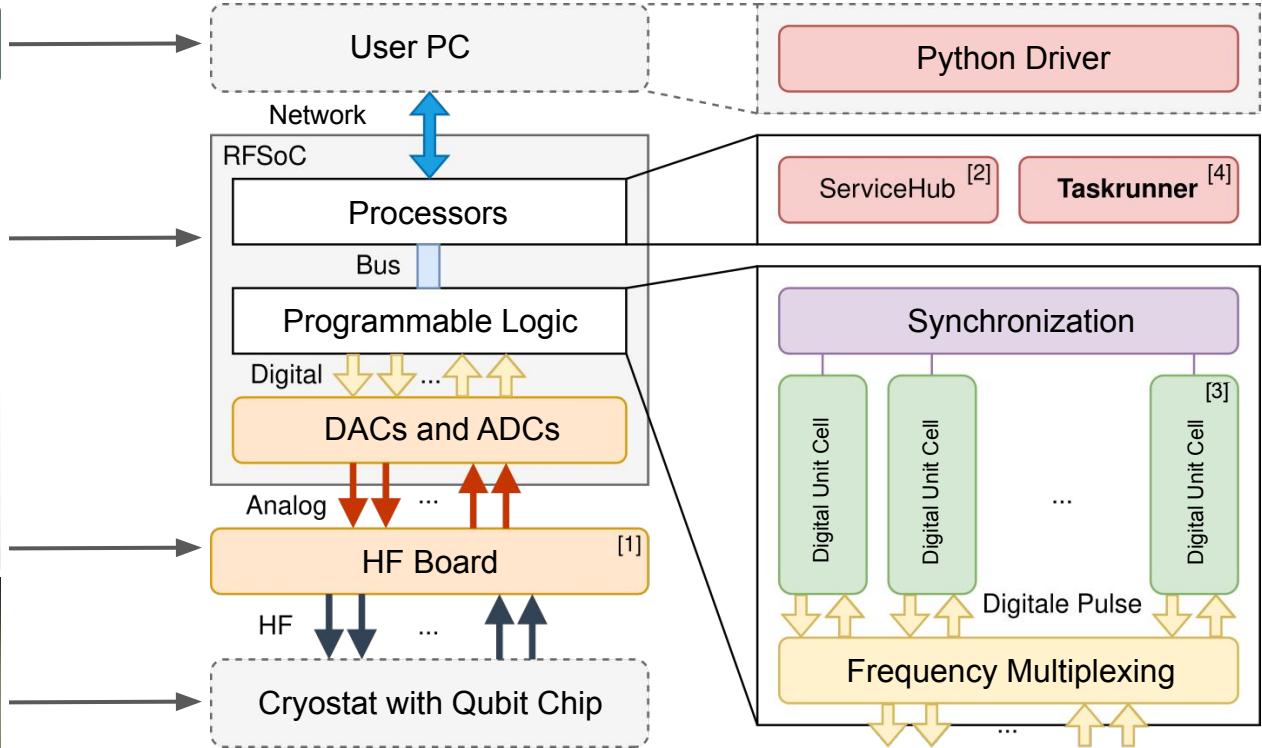 User PC
Python Driver
Network
RFSoC
Processors
ServiceHub [2]
Taskrunner [4]
Bus
Programmable Logic
Synchronization
Digital
...
DACs and ADCs
Digital Unit Cell
Digital Unit Cell
...
[3]
Digital Unit Cell
Analog
...
HF Board
[1]
Digitale Pulse
HF
...
Frequency Multiplexing
Cryostat with Qubit Chip
...